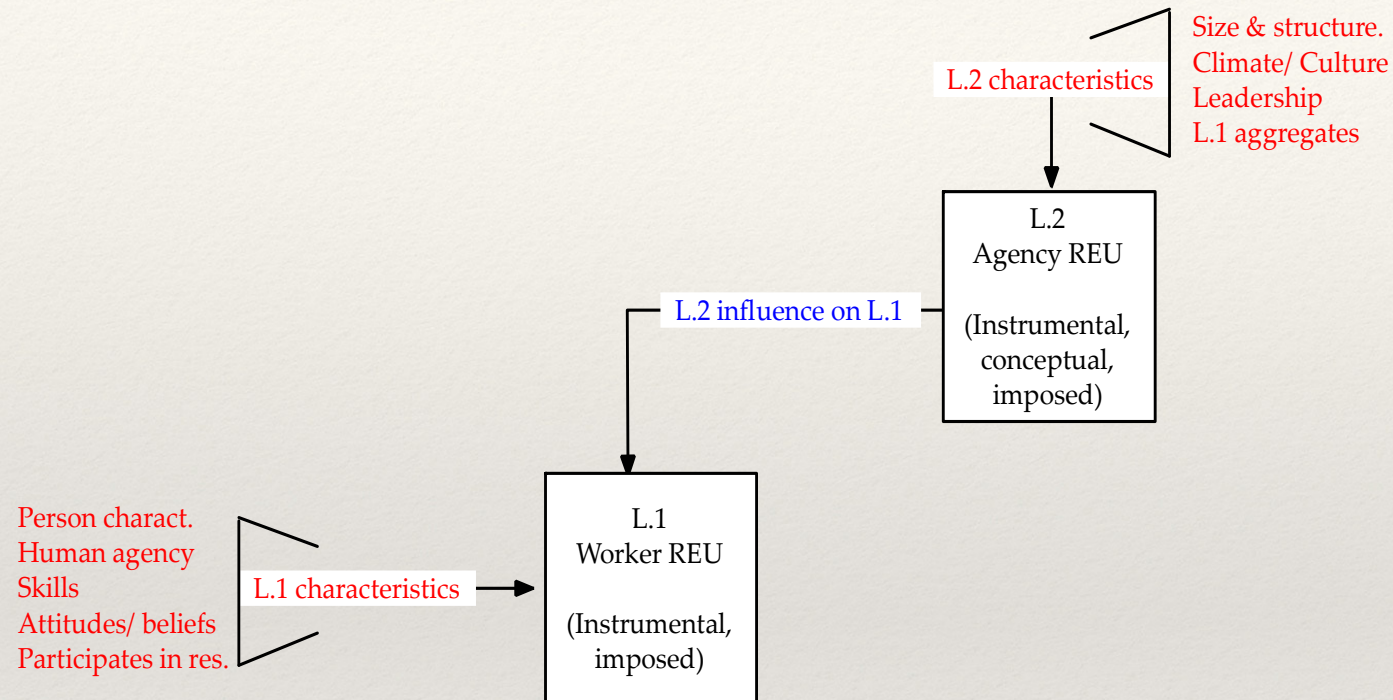 Size & structure.
Climate/ Culture
Leadership
L.1 aggregates
L.2 characteristics
L.2
Agency REU
(Instrumental,
conceptual,
imposed)
L.2 influence on L.1
L.1
Worker REU
(Instrumental,
imposed)
Person charact.
Human agency
Skills
Attitudes/ beliefs
Participates in res.
L.1 characteristics